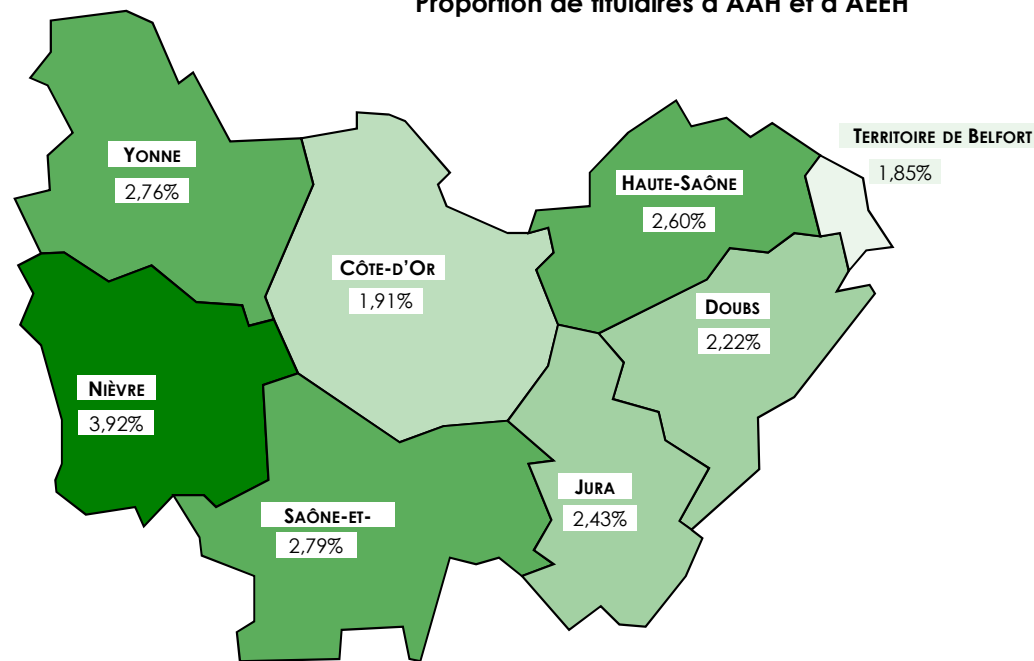 Proportion de titulaires d'AAH et d'AEEH
YONNE
2,76%
TERRITOIRE DE BELFORT
1,85%
HAUTE-SAÔNE
2,60%
CÔTE-D'OR
1,91%
DOUBS
2,22%
NIÈVRE
3,92%
JURA
2,43%
SAÔNE-ET-
2,79%